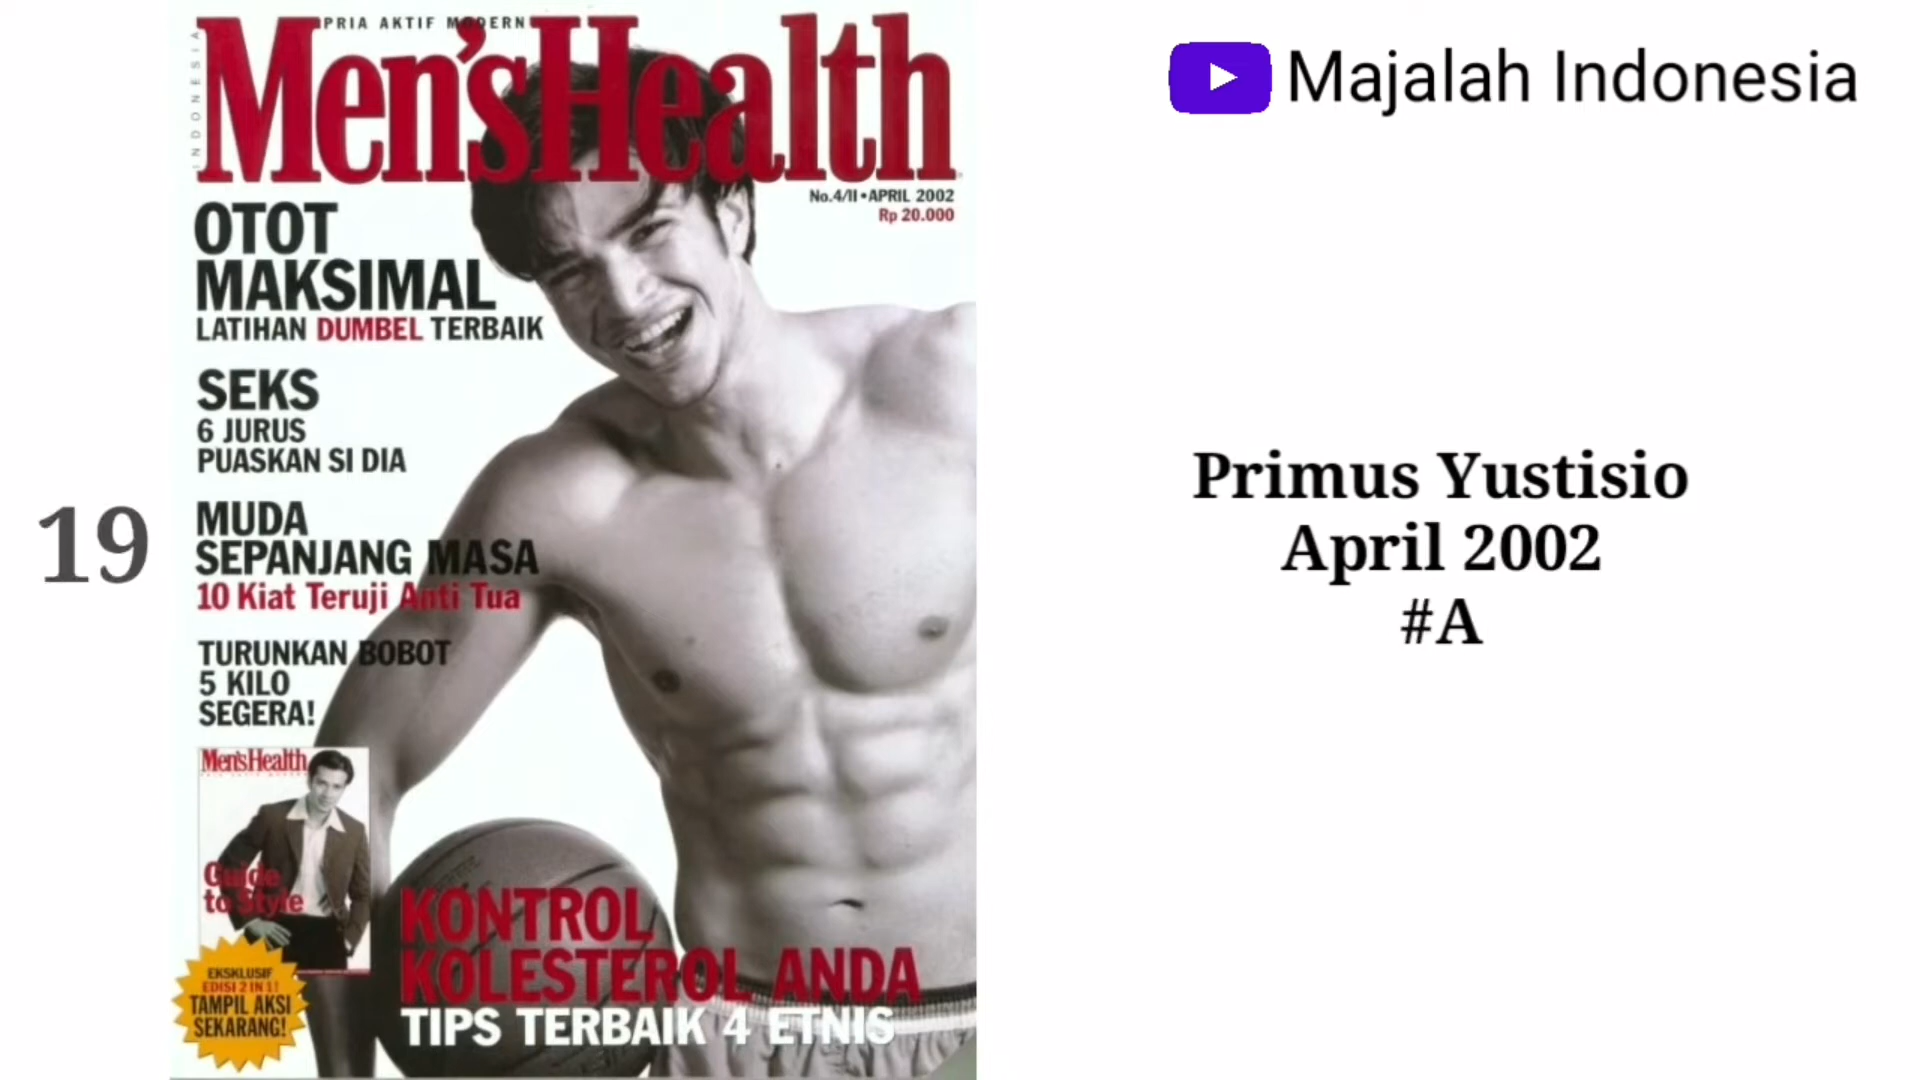 PRIA AKTIF MODERN
INDONESIA
Men'sHealth
No.4/II•APRIL 2002
Rp 20.000
OTOT
MAKSIMAL
LATIHAN DUMBEL TERBAIK
SEKS
6 JURUS
PUASKAN SI DIA
MUDA
SEPANJANG MASA
10 Kiat Teruji Anti Tua
TURUNKAN BOBOT
5 KILO
SEGERA!
Men'sHealth
Guide
to Style
EKSKLUSIF
EDISI 2 IN 1!
TAMPIL AKSI
SEKARANG!
KONTROL
KOLESTEROL ANDA
TIPS TERBAIK 4 ETNIS
19
Majalah Indonesia
Primus Yustisio
April 2002
#A